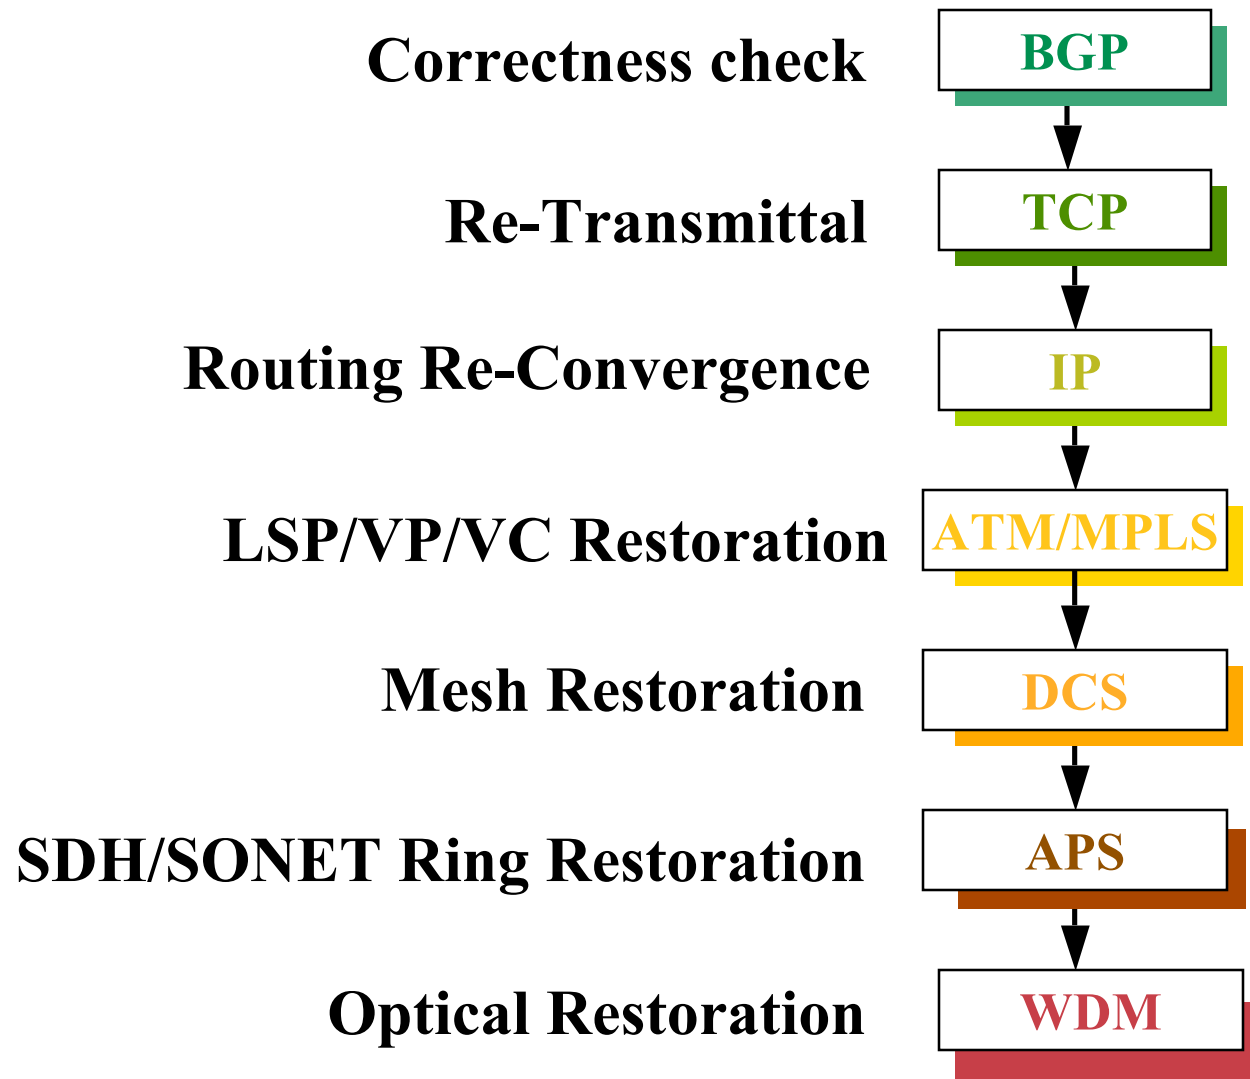 Correctness check
BGP
Re-Transmittal
TCP
Routing Re-Convergence
IP
LSP/VP/VC Restoration
ATM/MPLS
Mesh Restoration
DCS
SDH/SONET Ring Restoration
APS
Optical Restoration
WDM